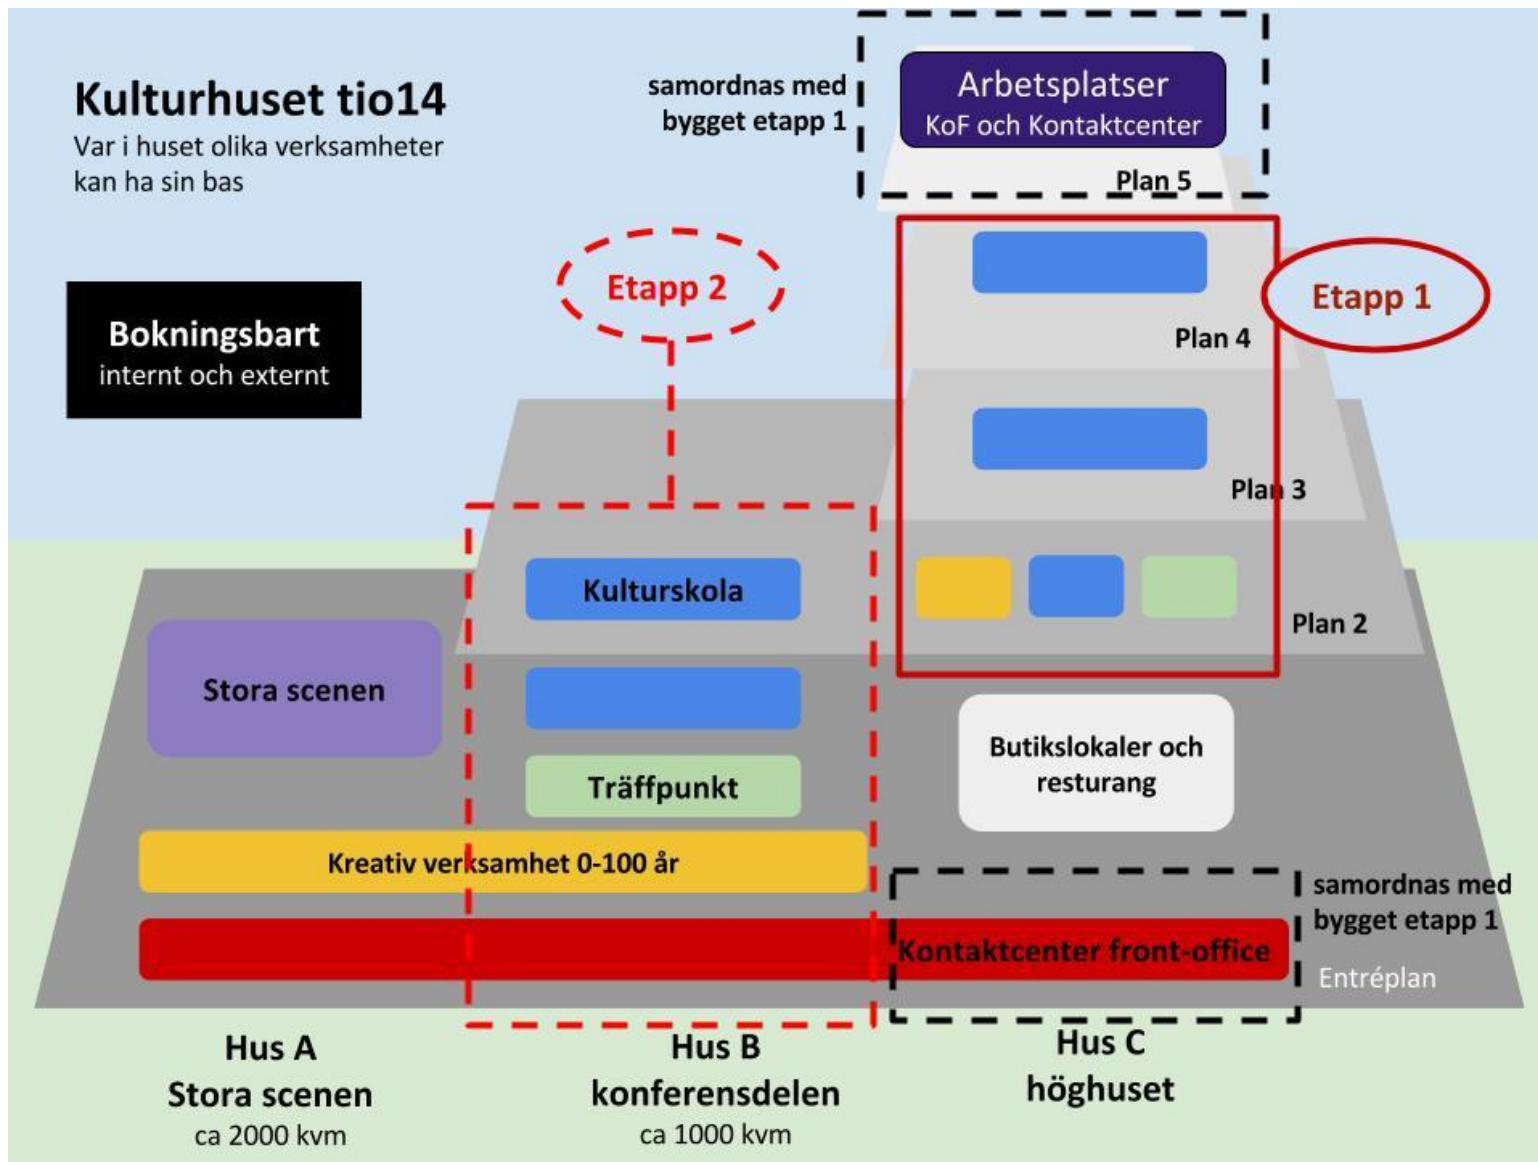 Kulturhuset tio14
Var i huset olika verksamheter
kan ha sin bas
samordnas med
bygget etapp 1
Arbetsplatser
KoF och Kontaktcenter
Plan 5
Etapp 2
Etapp 1
Bokningsbart
internt och externt
Plan 4
Plan 3
Kulturskola
Plan 2
Stora scenen
Träffpunkt
Butikslokaler och
resturang
Kreativ verksamhet 0-100 år
samordnas med
bygget etapp 1
Kontaktcenter front-office
Entréplan
Hus A
Stora scenen
ca 2000 kvm
Hus B
konferensdelen
ca 1000 kvm
Hus C
höghuset